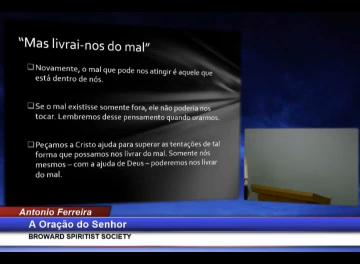 “Mas livrai-nos do mal”
❑Novamente, o mal que pode nos atingir é aquele que
está dentro de nós.
❑Se o mal existisse somente fora, ele não poderia nos
tocar. Lembremos desse pensamento quando orarmos.
❑Peçamos a Cristo ajuda para superar as tentações de tal
forma que possamos nos livrar do mal. Somente nós
mesmos – com a ajuda de Deus – poderemos nos livrar
do mal.
Antonio Ferreira
A Oração do Senhor
BROWARD SPIRITIST SOCIETY